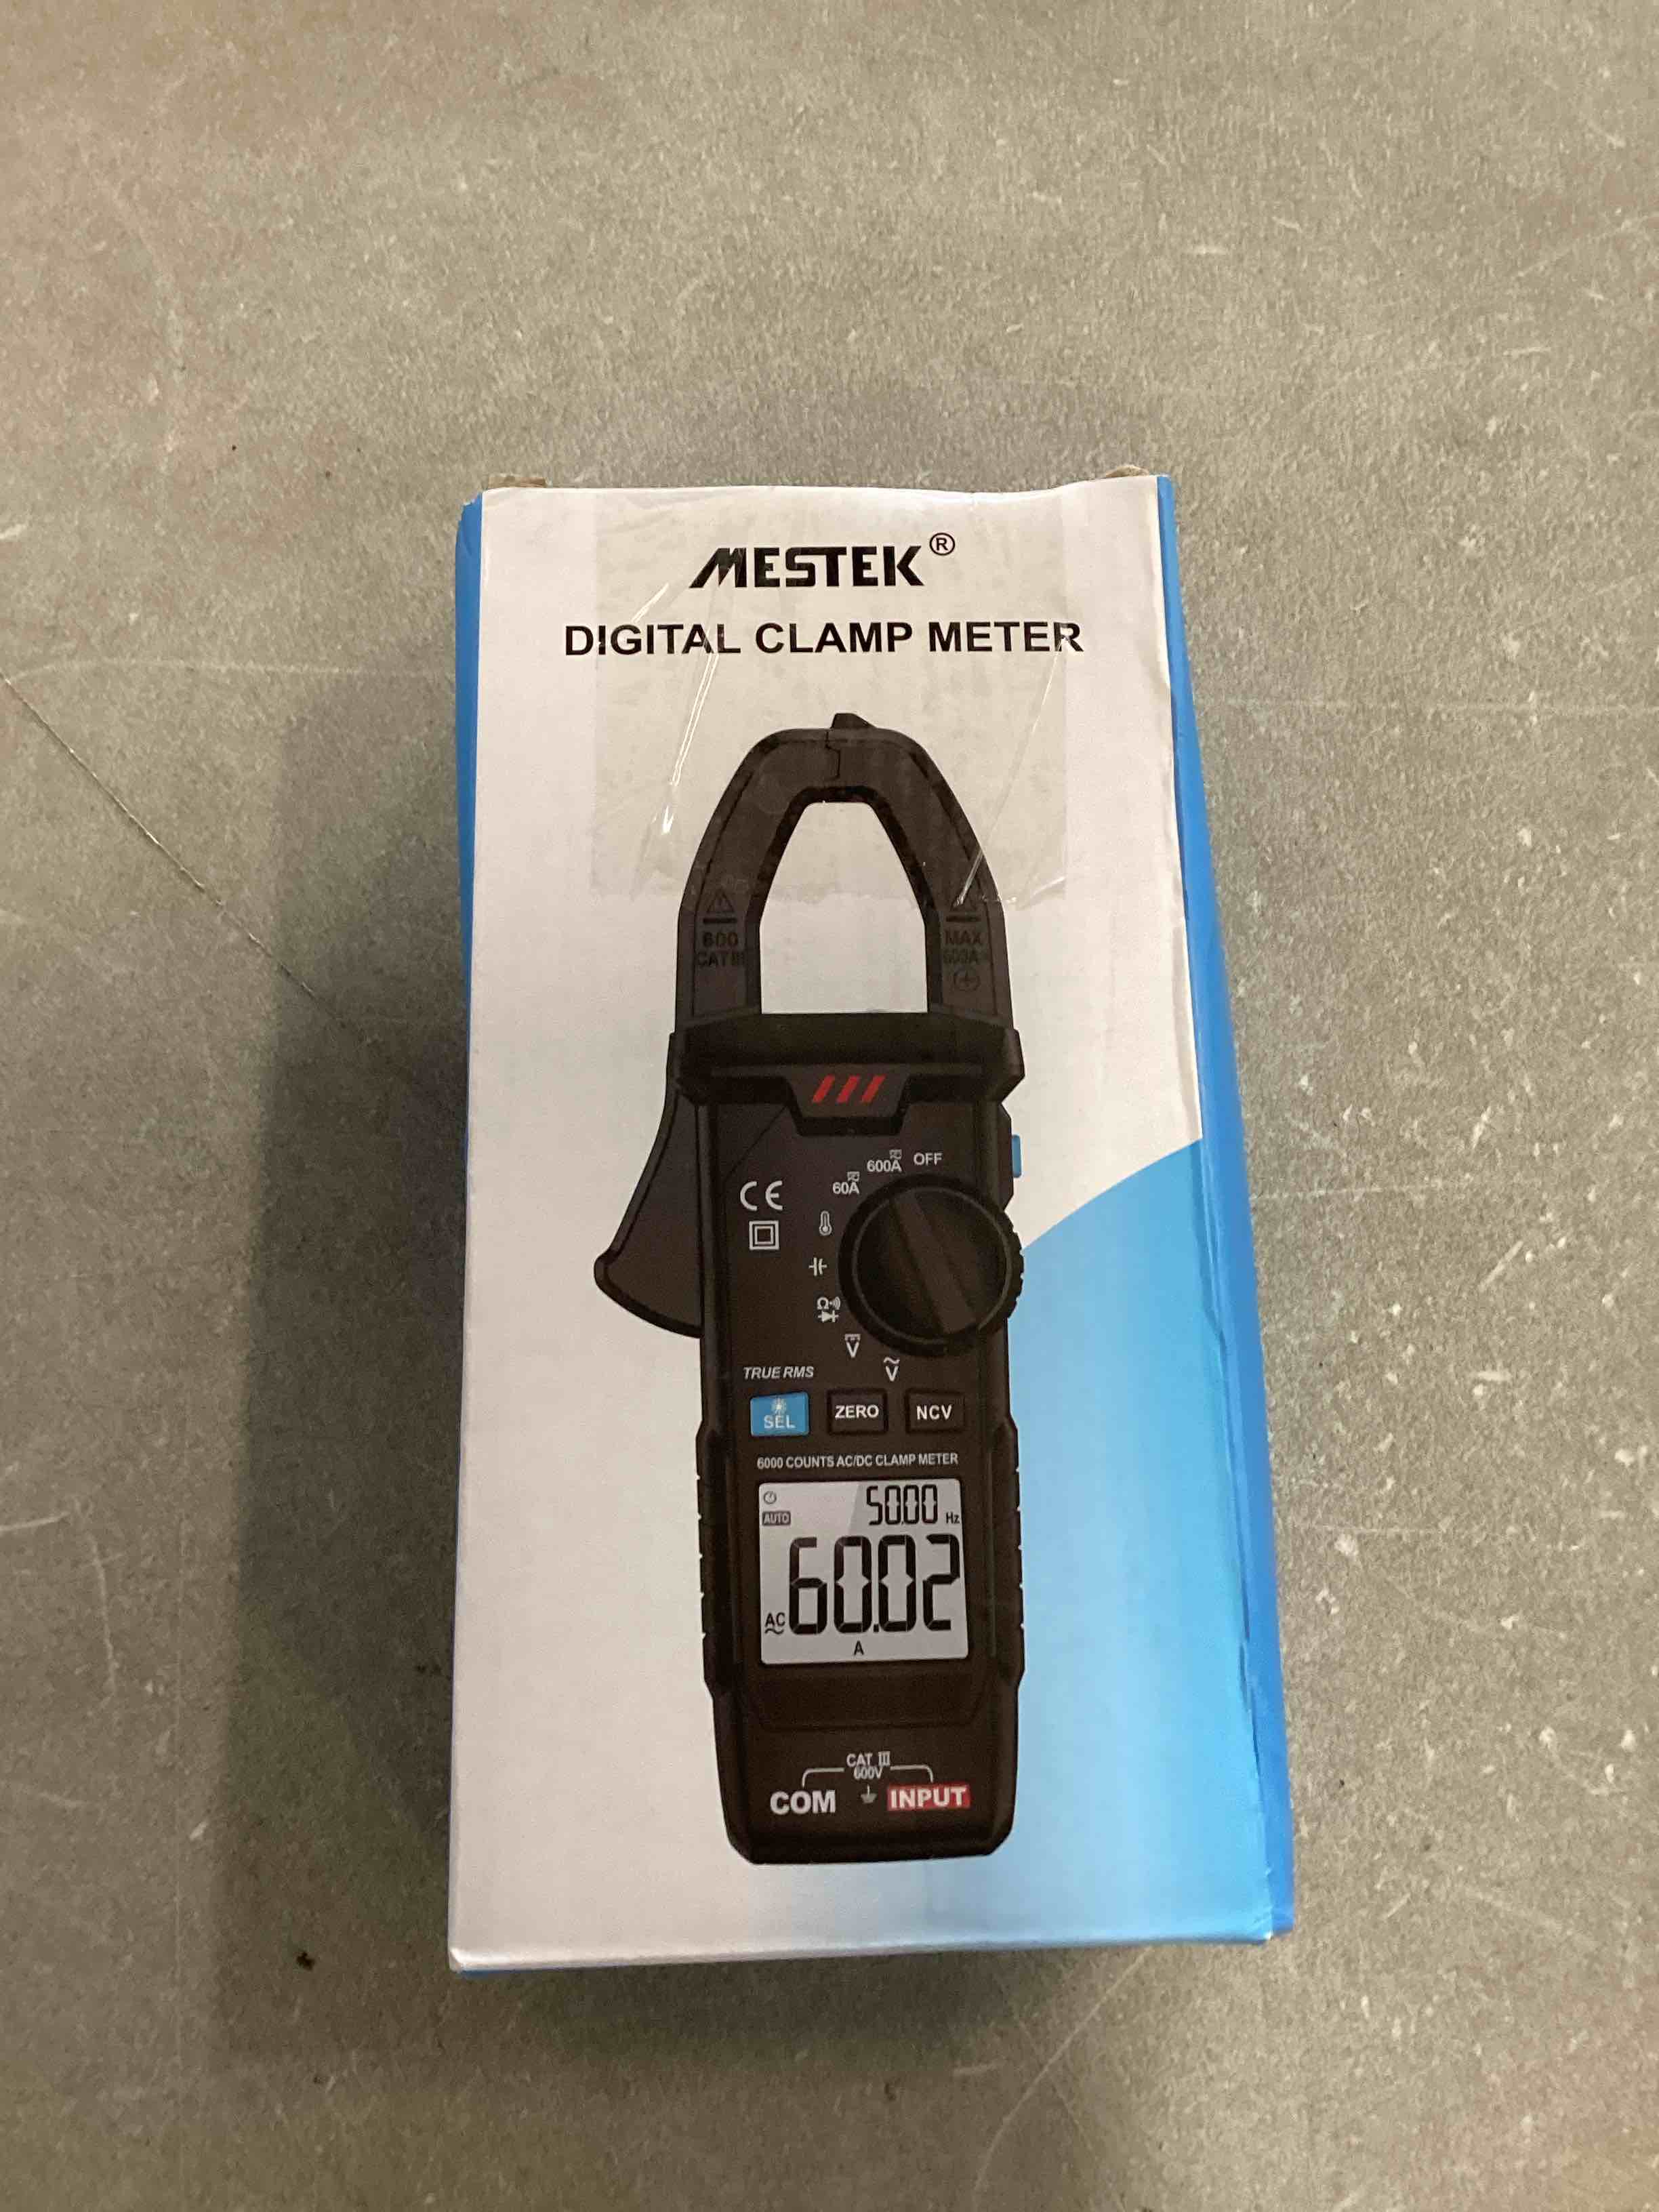 MESTEK®
DIGITAL CLAMP METER
600
CAT III
MAX
600A
600A
OFF
60A
CE
Ω
V
V
TRUE RMS
SEL
ZERO
NCV
6000 COUNTS AC/DC CLAMP METER
AUTO
50.00 Hz
AC
60.02
A
CAT III
600V
COM
INPUT